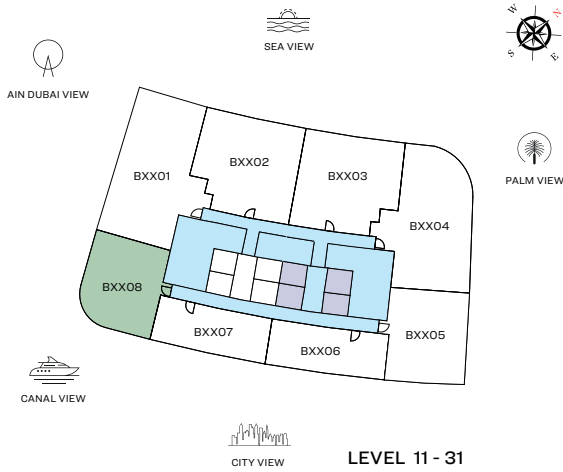 SEA VIEW
W
N
S
E
AIN DUBAI VIEW
PALM VIEW
BXX01
BXX02
BXX03
BXX04
BXX08
BXX07
BXX06
BXX05
CANAL VIEW
CITY VIEW
LEVEL 11 - 31